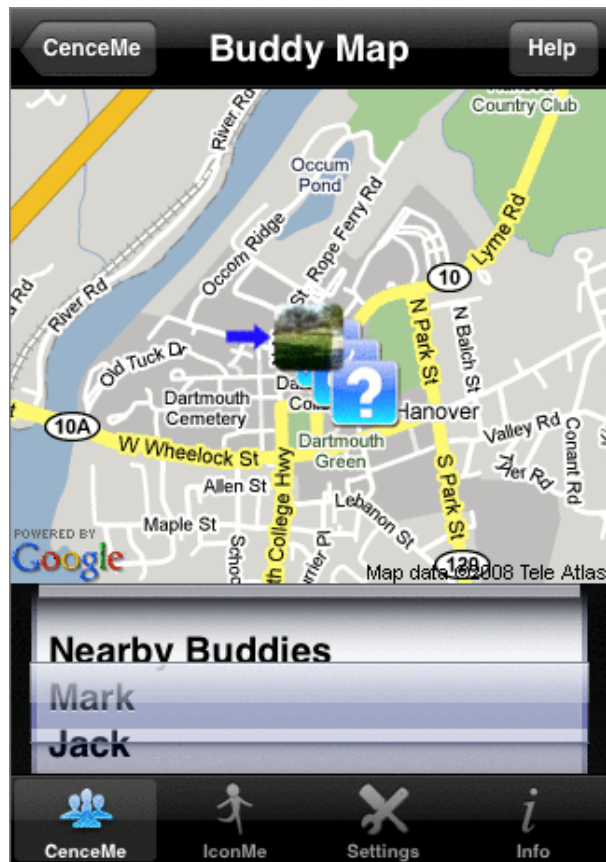 CenceMe
Buddy Map
Help
Country Club
River Rd
Occum
Pond
Rope Ferry Rd
Occom Ridge
Lyme Rd
10
River Rd
N Park St
N Balch St
Old Tuck Dr
Dartmouth
Cemetery
?
Hanover
10A
W Wheelock St
Dartmouth
Green
Valley Rd
Conant Rd
Allen St
S Park St
Lebanon St
Maple St
College Hwy
120
POWERED BY
Google
Map data ©2008 Tele Atlas
Nearby Buddies
Mark
Jack
CenceMe
IconMe
Settings
Info